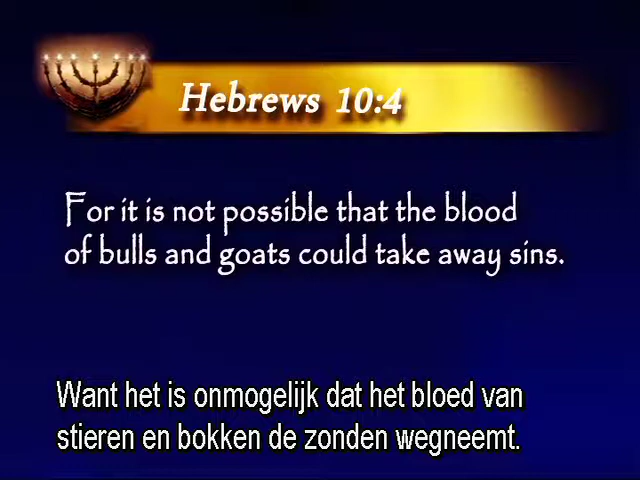 Hebrews 10:4
For it is not possible that the blood
of bulls and goats could take away sins.
Want het is onmogelijk dat het bloed van
stieren en bokken de zonden wegneemt.